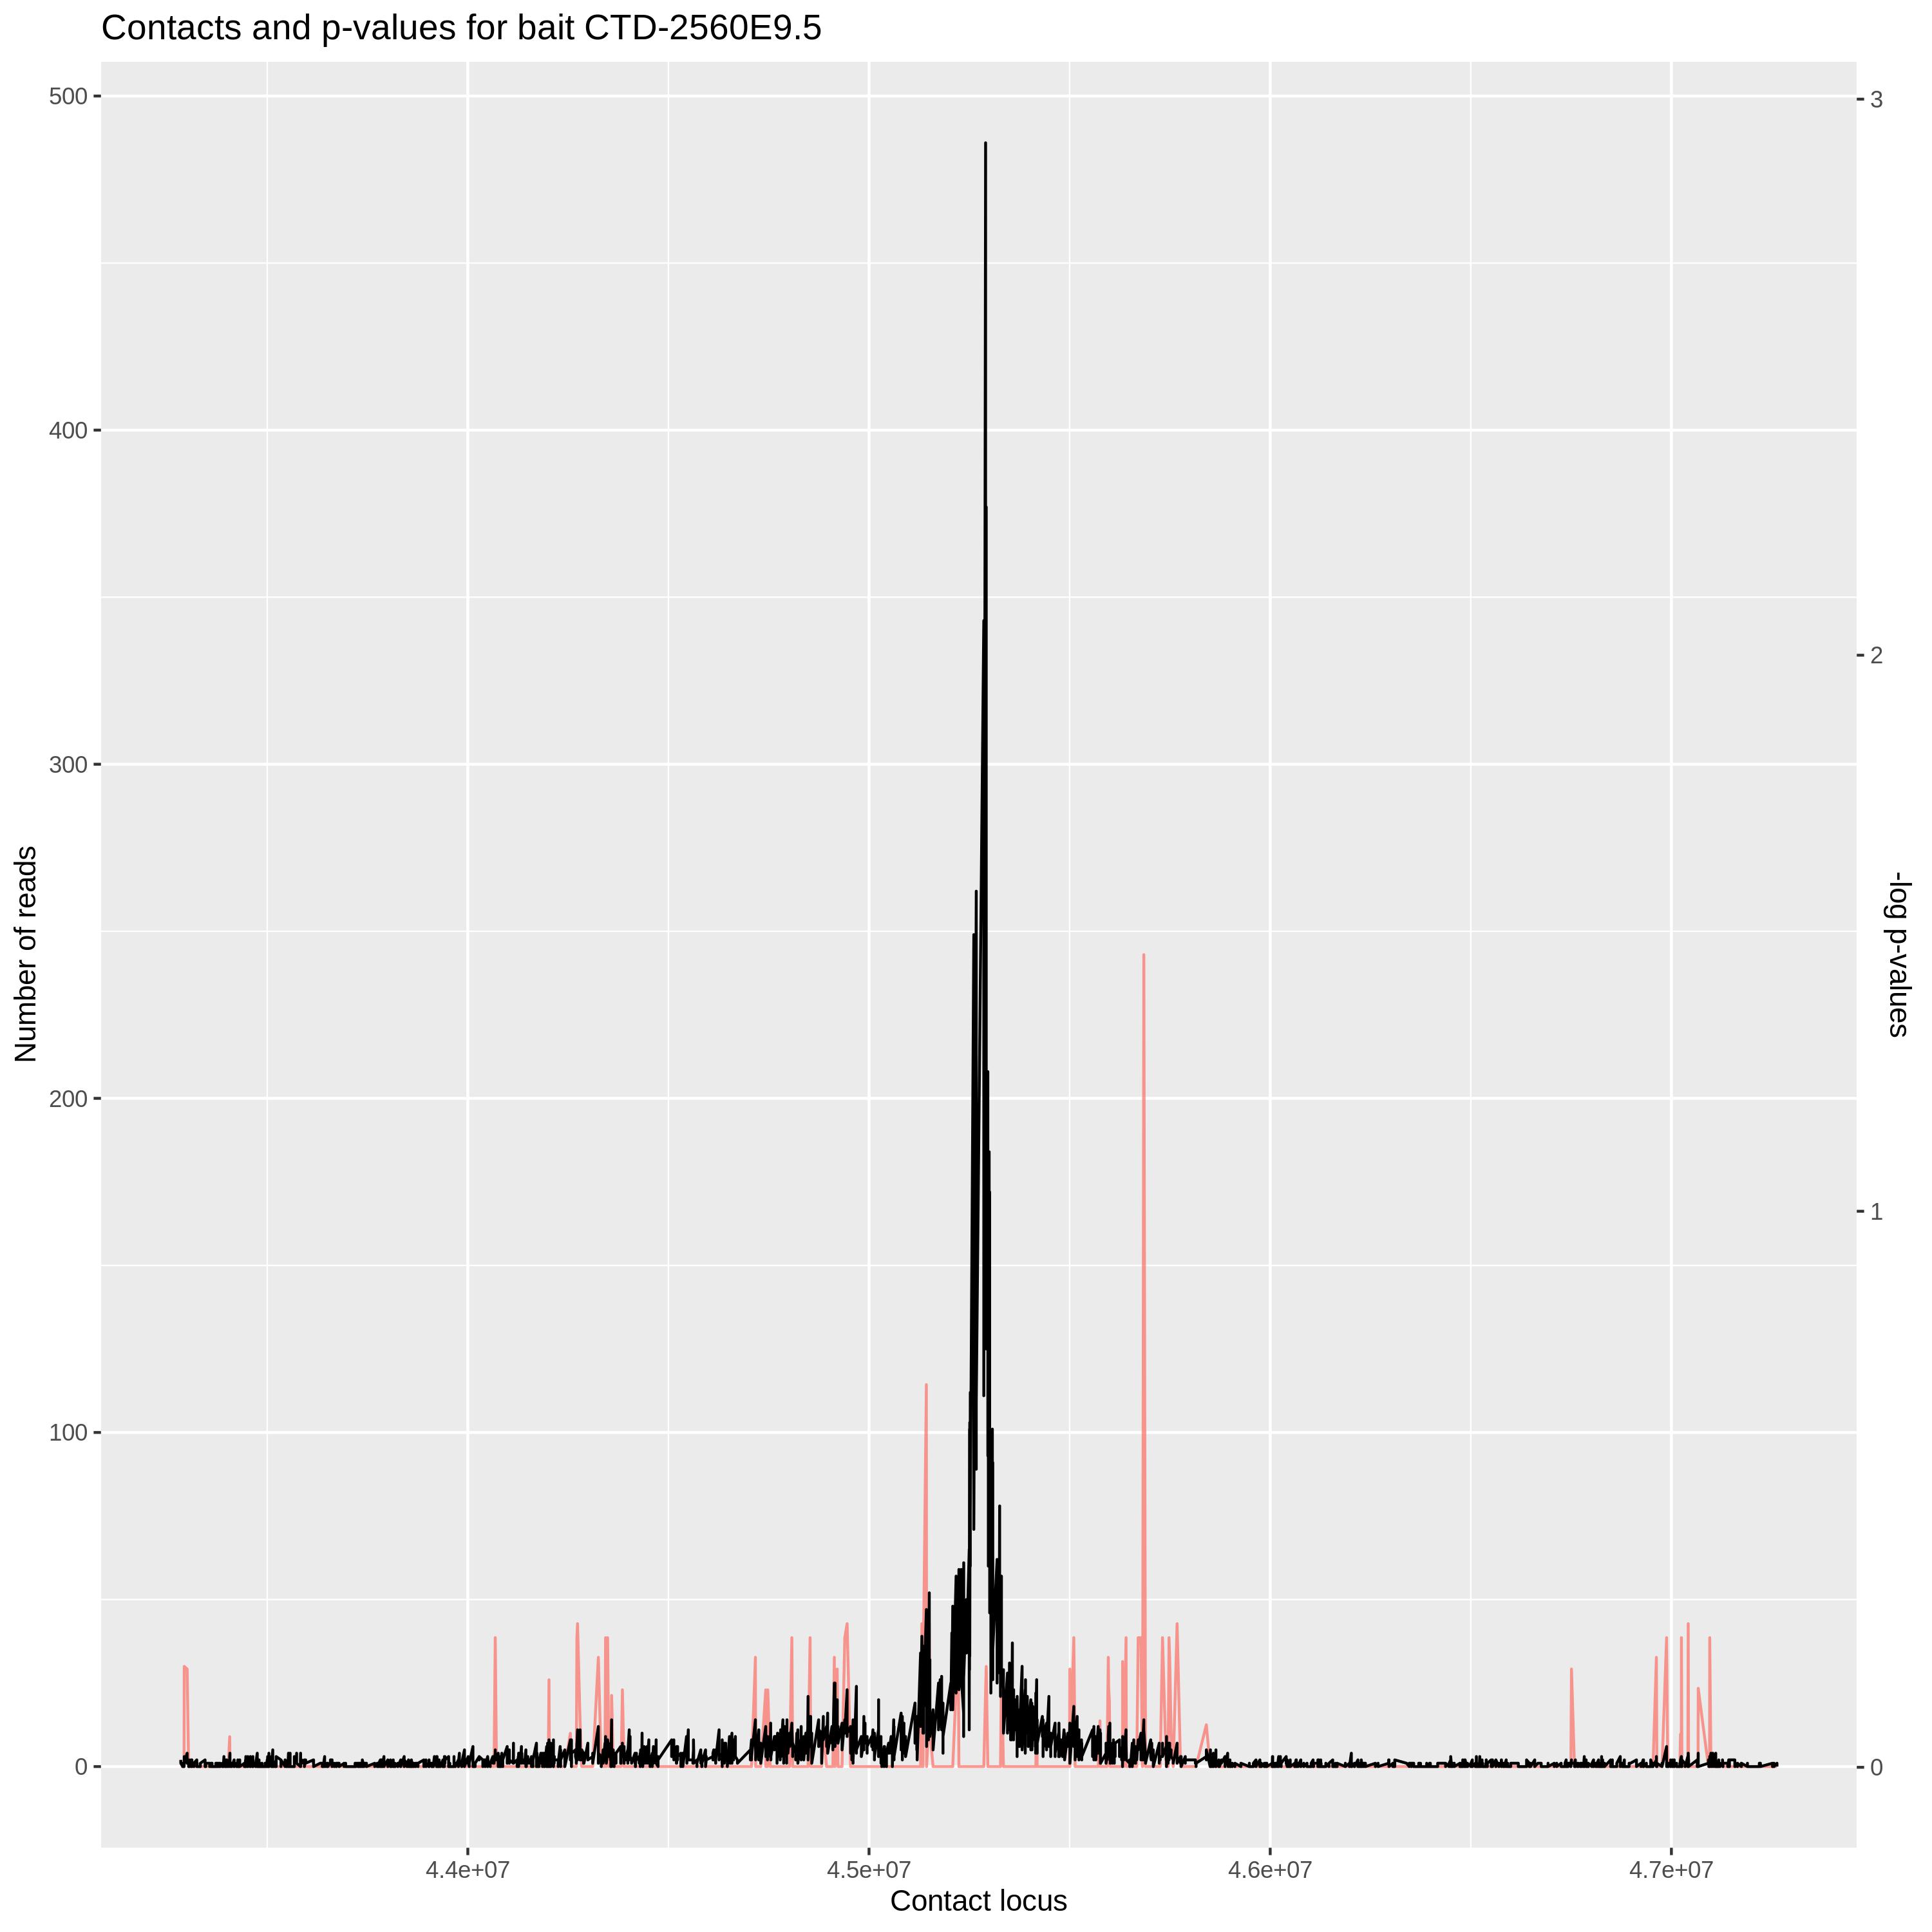 Contacts and p-values for bait CTD-2560E9.5
500
400
300
200
100
0
Number of reads
3
2
1
0
-log p-values
4.4e+07
4.5e+07
4.6e+07
4.7e+07
Contact locus